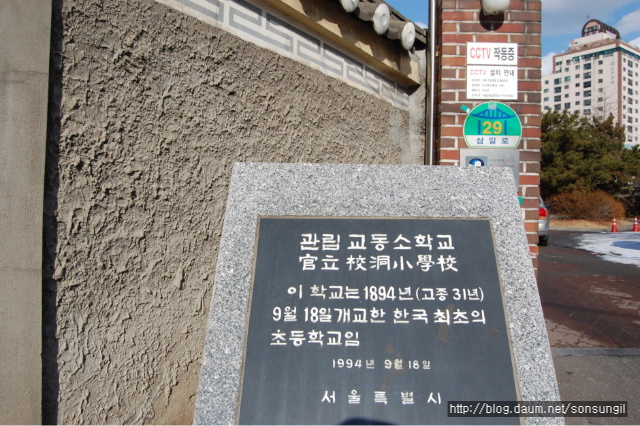 CCTV 작동중
CCTV 설치 안내
29
삼일로
관립 교동소학교
官立 校洞小學校
이 학교는 1894년(고종 31년)
9월 18일 개교한 한국 최초의
초등학교임
1994년 9월 18일
서울특별시
http://blog.daum.net/sonsungil